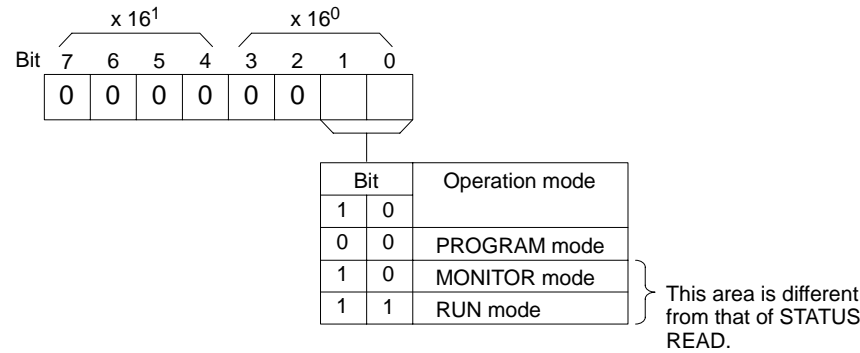 x 16¹ x 16⁰
Bit 7 6 5 4 3 2 1 0
0 0 0 0 0 0
Bit Operation mode
1 0
0 0 PROGRAM mode
1 0 MONITOR mode
1 1 RUN mode
This area is different
from that of STATUS
READ.